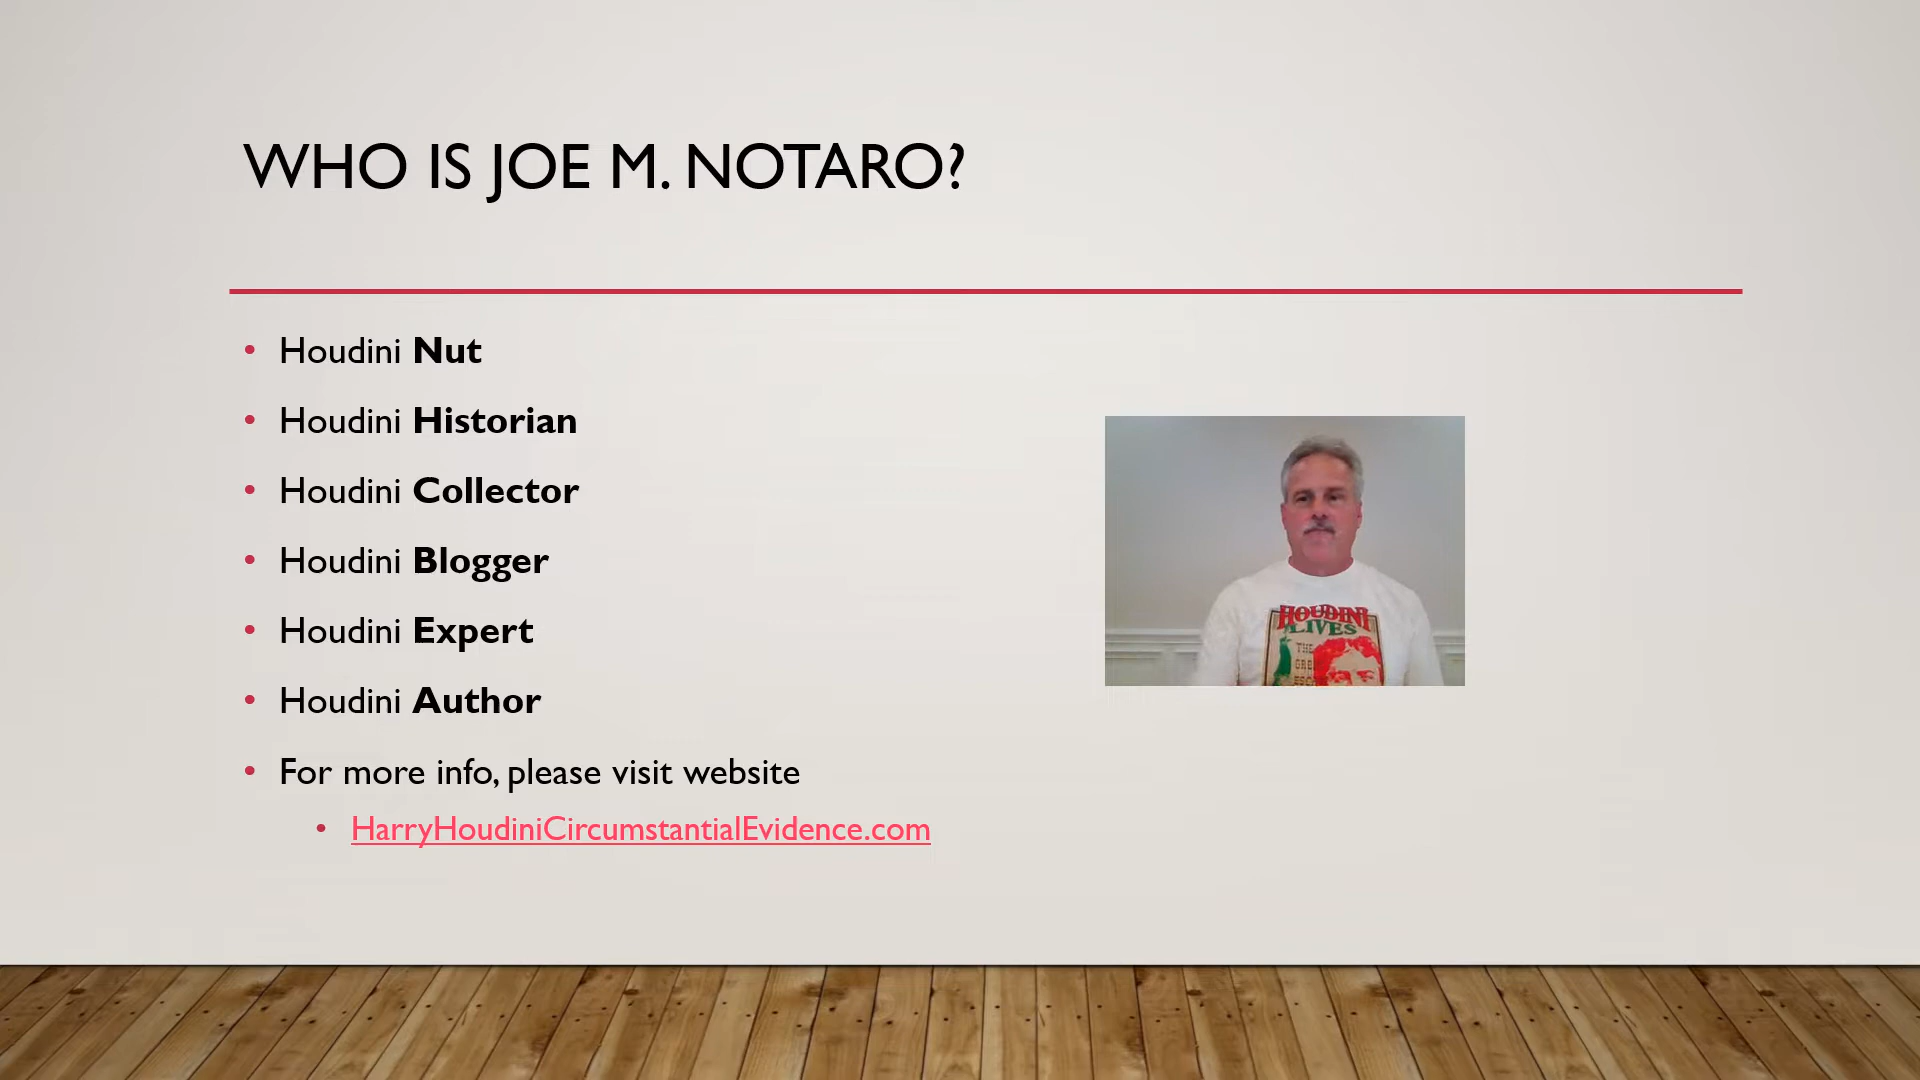 WHO IS JOE M. NOTARO?
Houdini Nut
Houdini Historian
Houdini Collector
Houdini Blogger
Houdini Expert
Houdini Author
For more info, please visit website
HarryHoudiniCircumstantialEvidence.com
HOUDINI
LIVES
THE